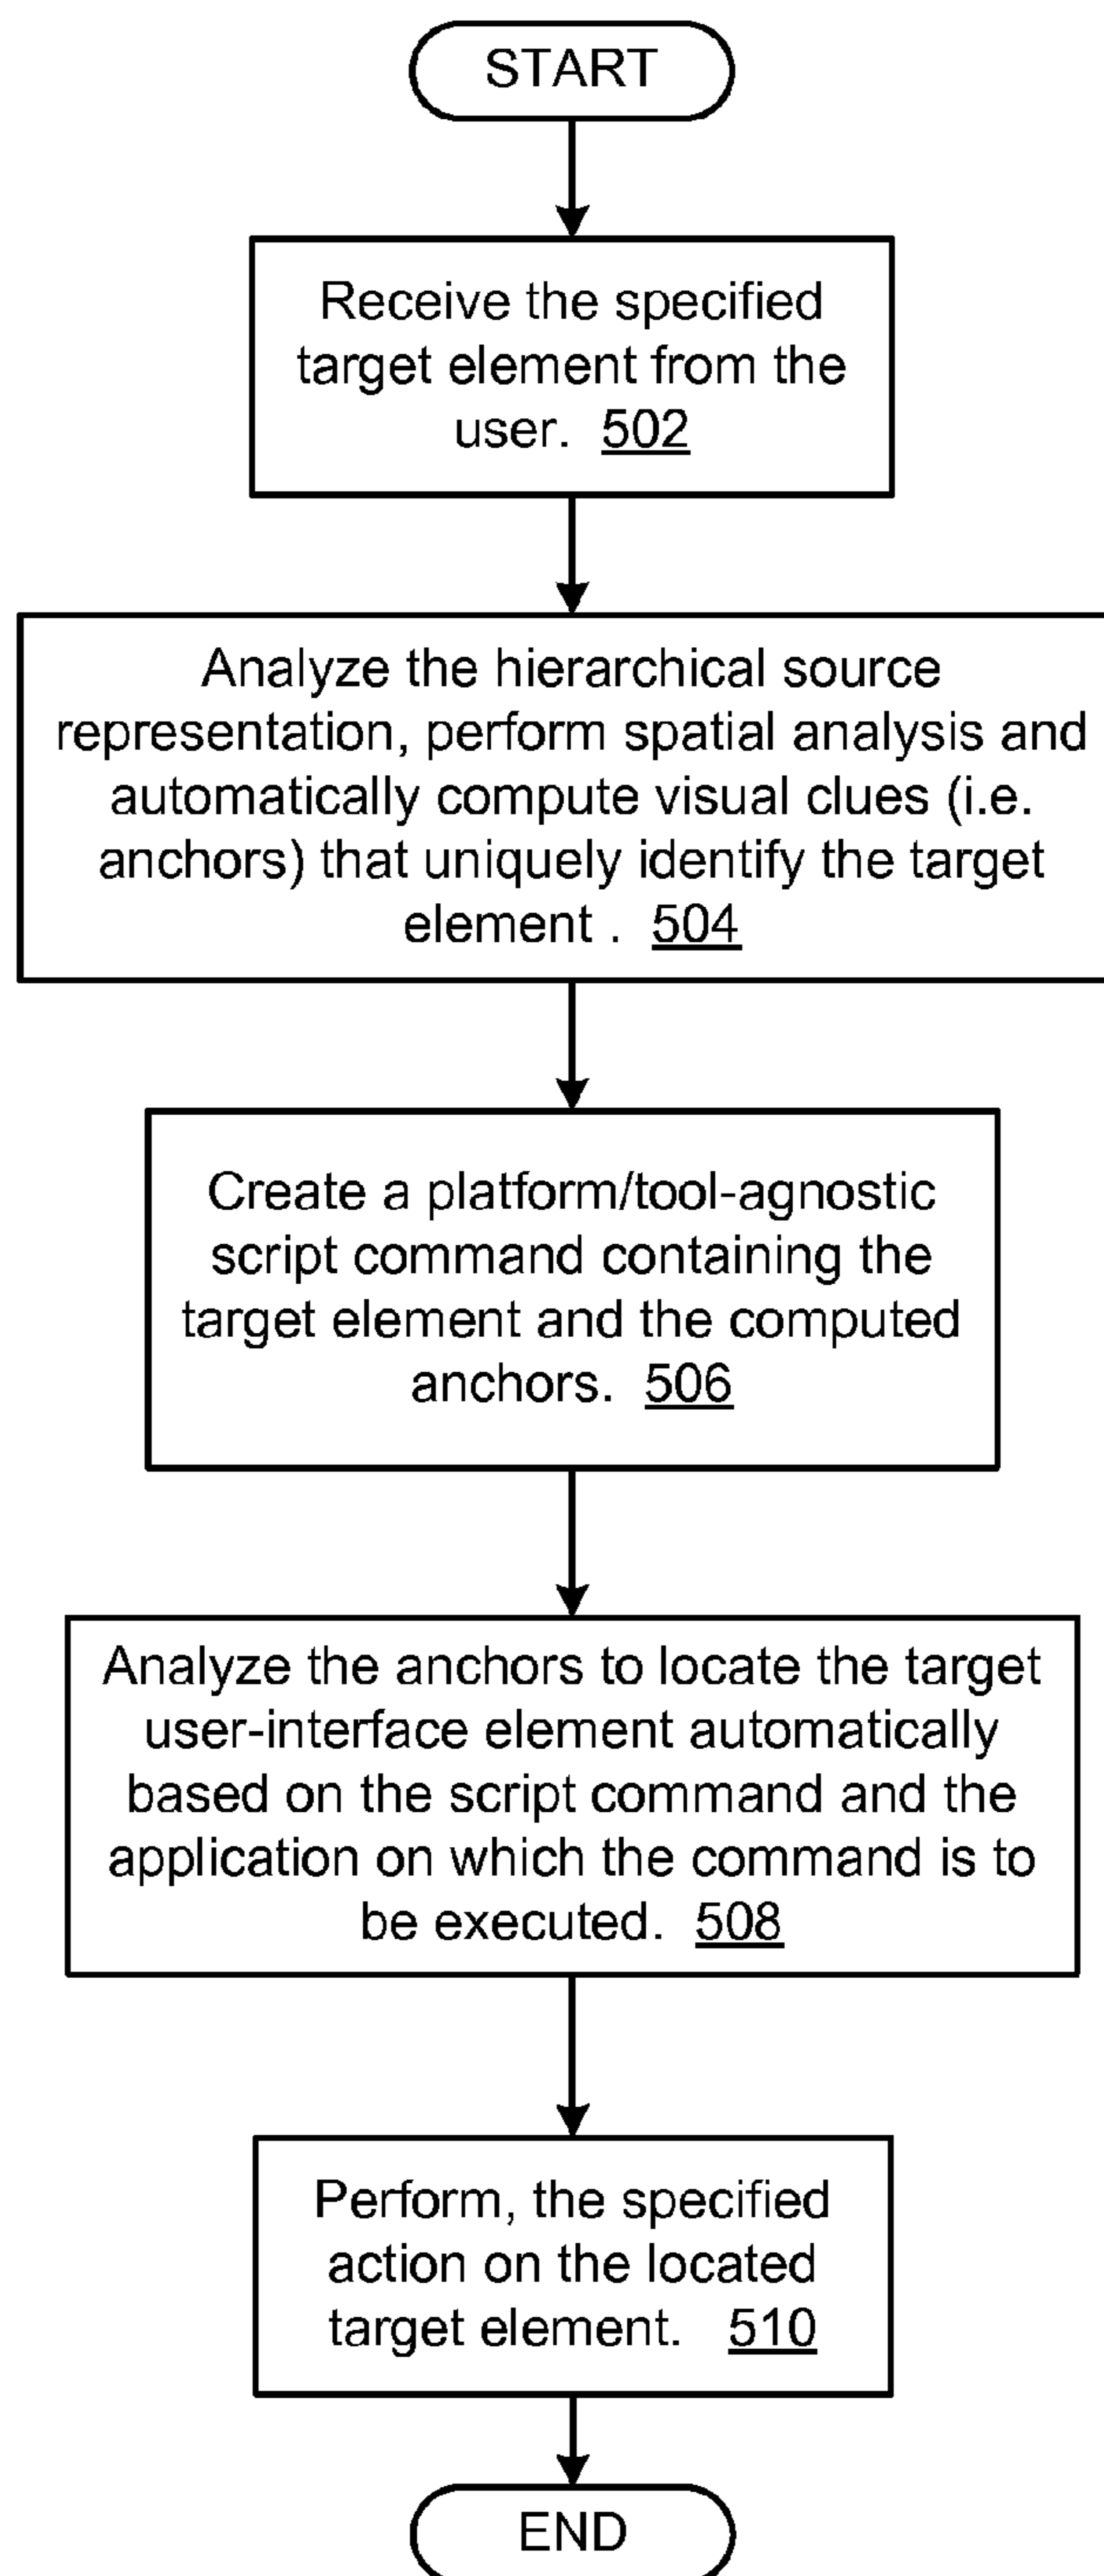 START
Receive the specified
target element from the
user. 502
Analyze the hierarchical source
representation, perform spatial analysis and
automatically compute visual clues (i.e.
anchors) that uniquely identify the target
element . 504
Create a platform/tool-agnostic
script command containing the
target element and the computed
anchors. 506
Analyze the anchors to locate the target
user-interface element automatically
based on the script command and the
application on which the command is to
be executed. 508
Perform, the specified
action on the located
target element. 510
END